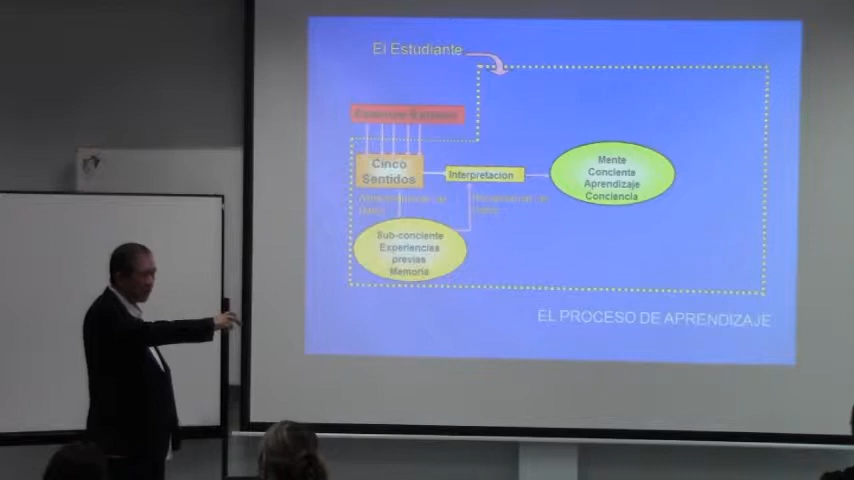 El Estudiante
Cinco
Sentidos
Interpretacion
Mente
Conciente
Aprendizaje
Conciencia
Sub-conciente
Experiencias
previas
Memoria
EL PROCESO DE APRENDIZAJE